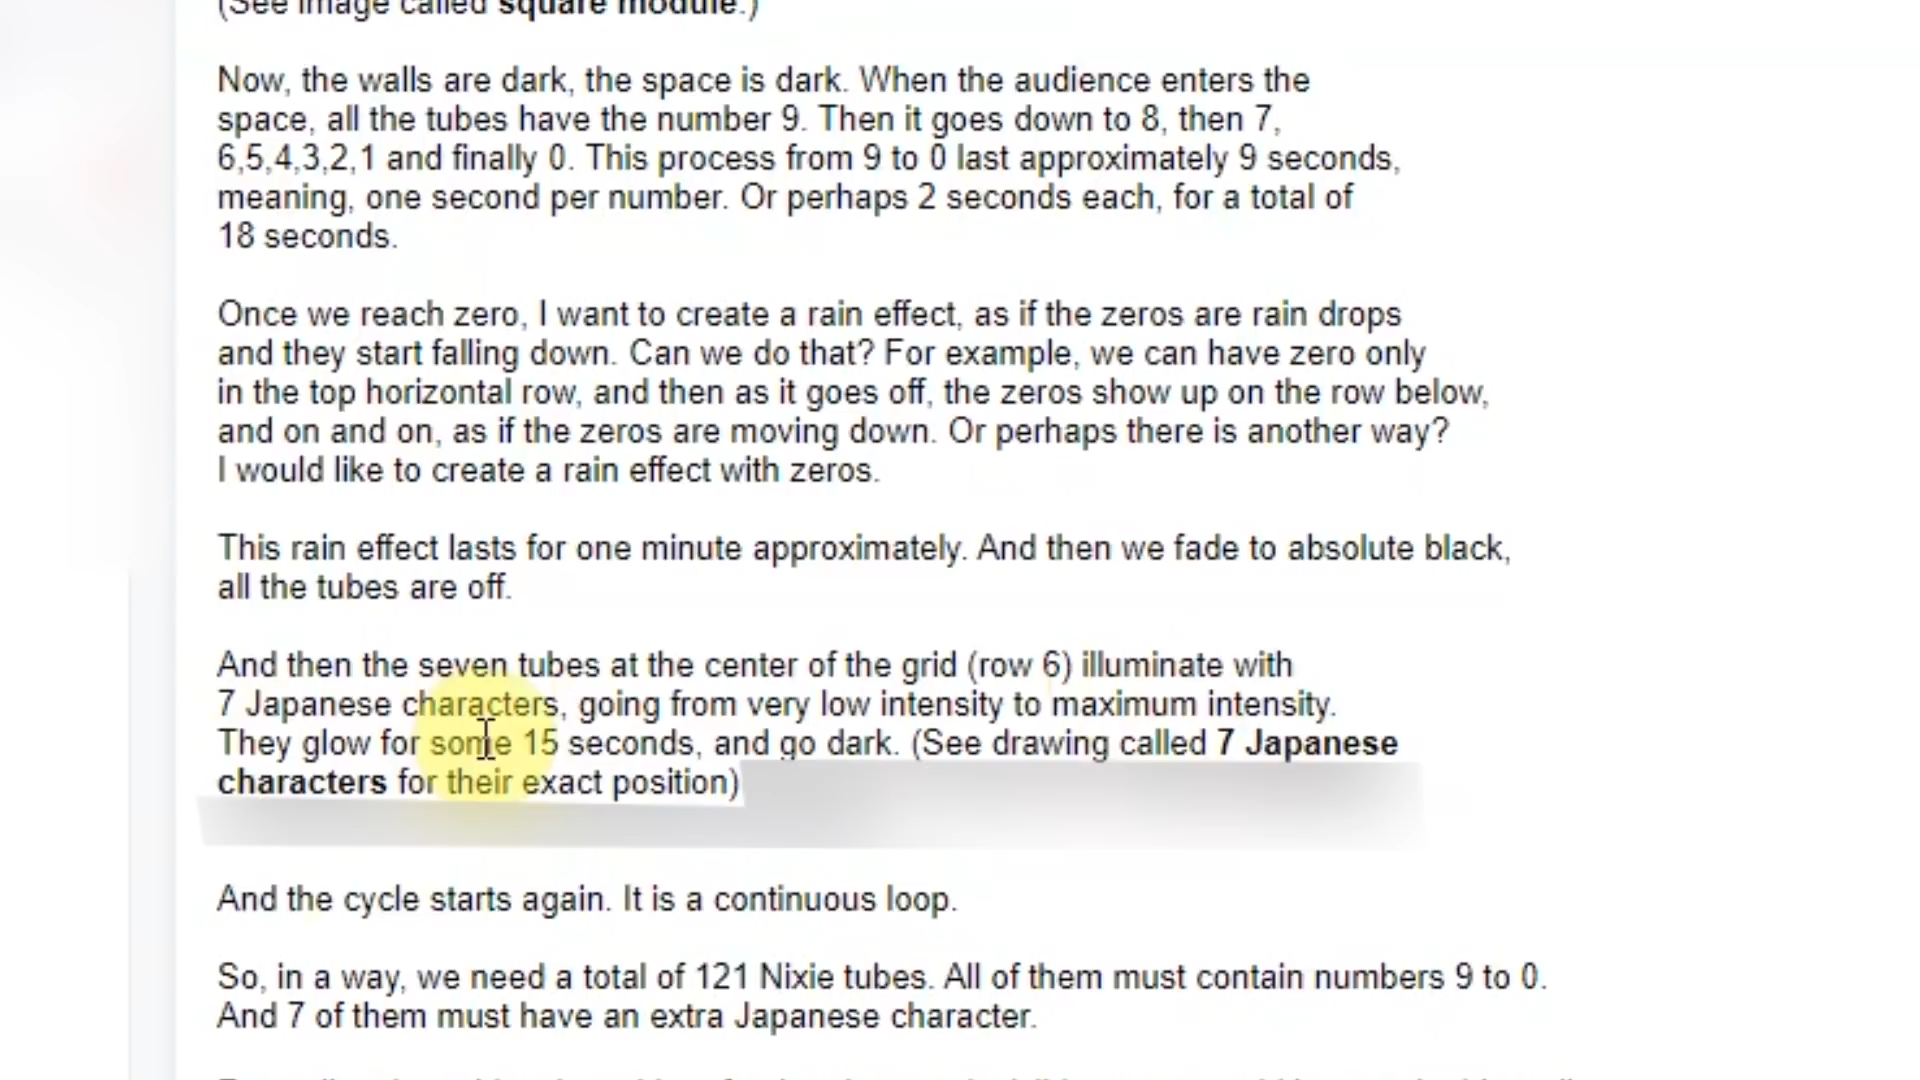 (See image called square module.)
Now, the walls are dark, the space is dark. When the audience enters the
space, all the tubes have the number 9. Then it goes down to 8, then 7,
6,5,4,3,2,1 and finally 0. This process from 9 to 0 last approximately 9 seconds,
meaning, one second per number. Or perhaps 2 seconds each, for a total of
18 seconds.
Once we reach zero, I want to create a rain effect, as if the zeros are rain drops
and they start falling down. Can we do that? For example, we can have zero only
in the top horizontal row, and then as it goes off, the zeros show up on the row below,
and on and on, as if the zeros are moving down. Or perhaps there is another way?
I would like to create a rain effect with zeros.
This rain effect lasts for one minute approximately. And then we fade to absolute black,
all the tubes are off.
And then the seven tubes at the center of the grid (row 6) illuminate with
7 Japanese characters, going from very low intensity to maximum intensity.
They glow for some 15 seconds, and go dark. (See drawing called 7 Japanese
characters for their exact position)
And the cycle starts again. It is a continuous loop.
So, in a way, we need a total of 121 Nixie tubes. All of them must contain numbers 9 to 0.
And 7 of them must have an extra Japanese character.